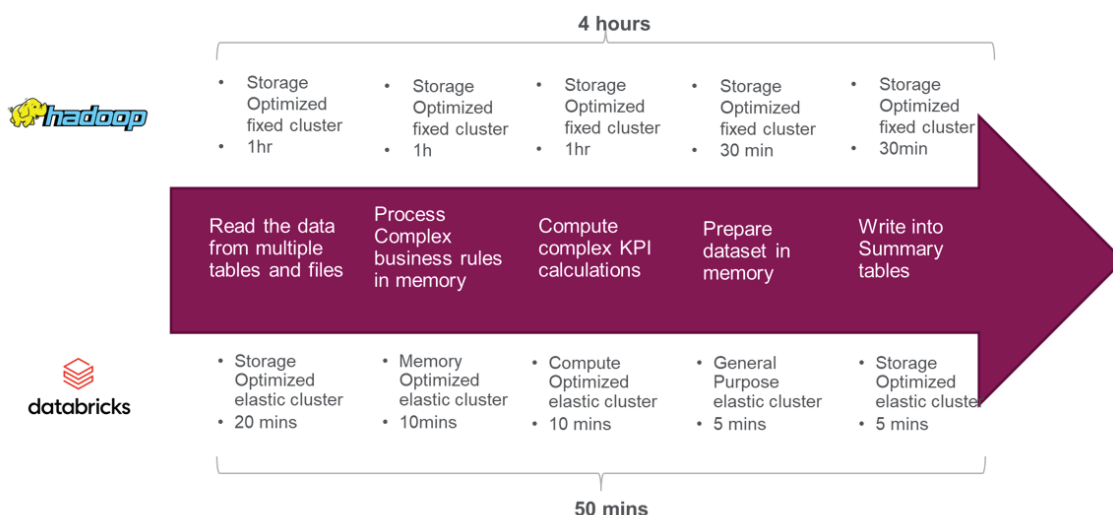 4 hours
hadoop
• Storage
Optimized
fixed cluster
• 1hr
• Storage
Optimized
fixed cluster
• 1h
• Storage
Optimized
fixed cluster
• 1hr
• Storage
Optimized
fixed cluster
• 30 min
• Storage
Optimized
fixed cluster
• 30min
Read the data
from multiple
tables and files
Process
Complex
business rules
in memory
Compute
complex KPI
calculations
Prepare
dataset in
memory
Write into
Summary
tables
databricks
• Storage
Optimized
elastic cluster
• 20 mins
• Memory
Optimized
elastic cluster
• 10mins
• Compute
Optimized
elastic cluster
• 10 mins
• General
Purpose
elastic cluster
• 5 mins
• Storage
Optimized
elastic cluster
• 5 mins
50 mins